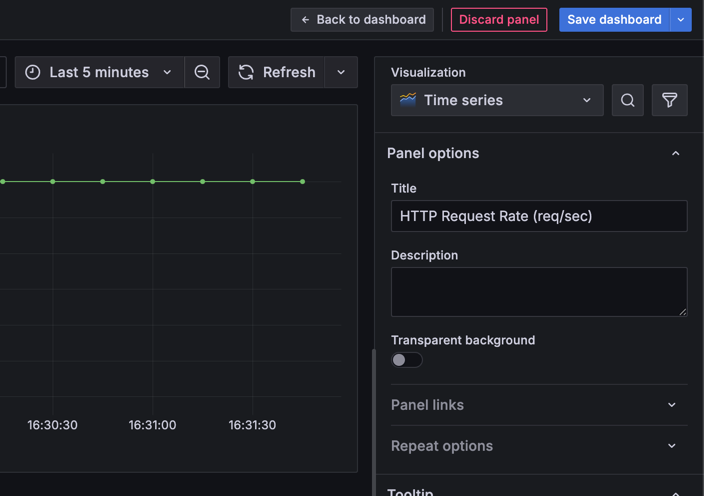 Back to dashboard
Discard panel
Save dashboard
Last 5 minutes
Refresh
16:30:30
16:31:00
16:31:30
Visualization
Time series
Panel options
Title
HTTP Request Rate (req/sec)
Description
Transparent background
Panel links
Repeat options
Tooltip